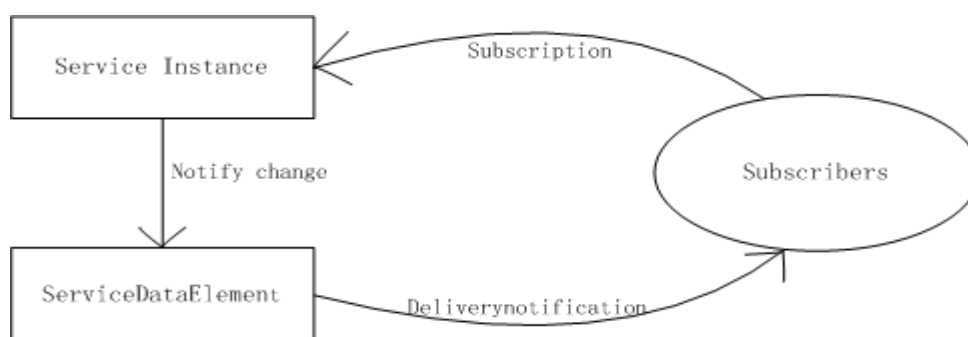 Subscription
Service Instance
Notify change
Subscribers
ServiceDataElement
Deliverynotification